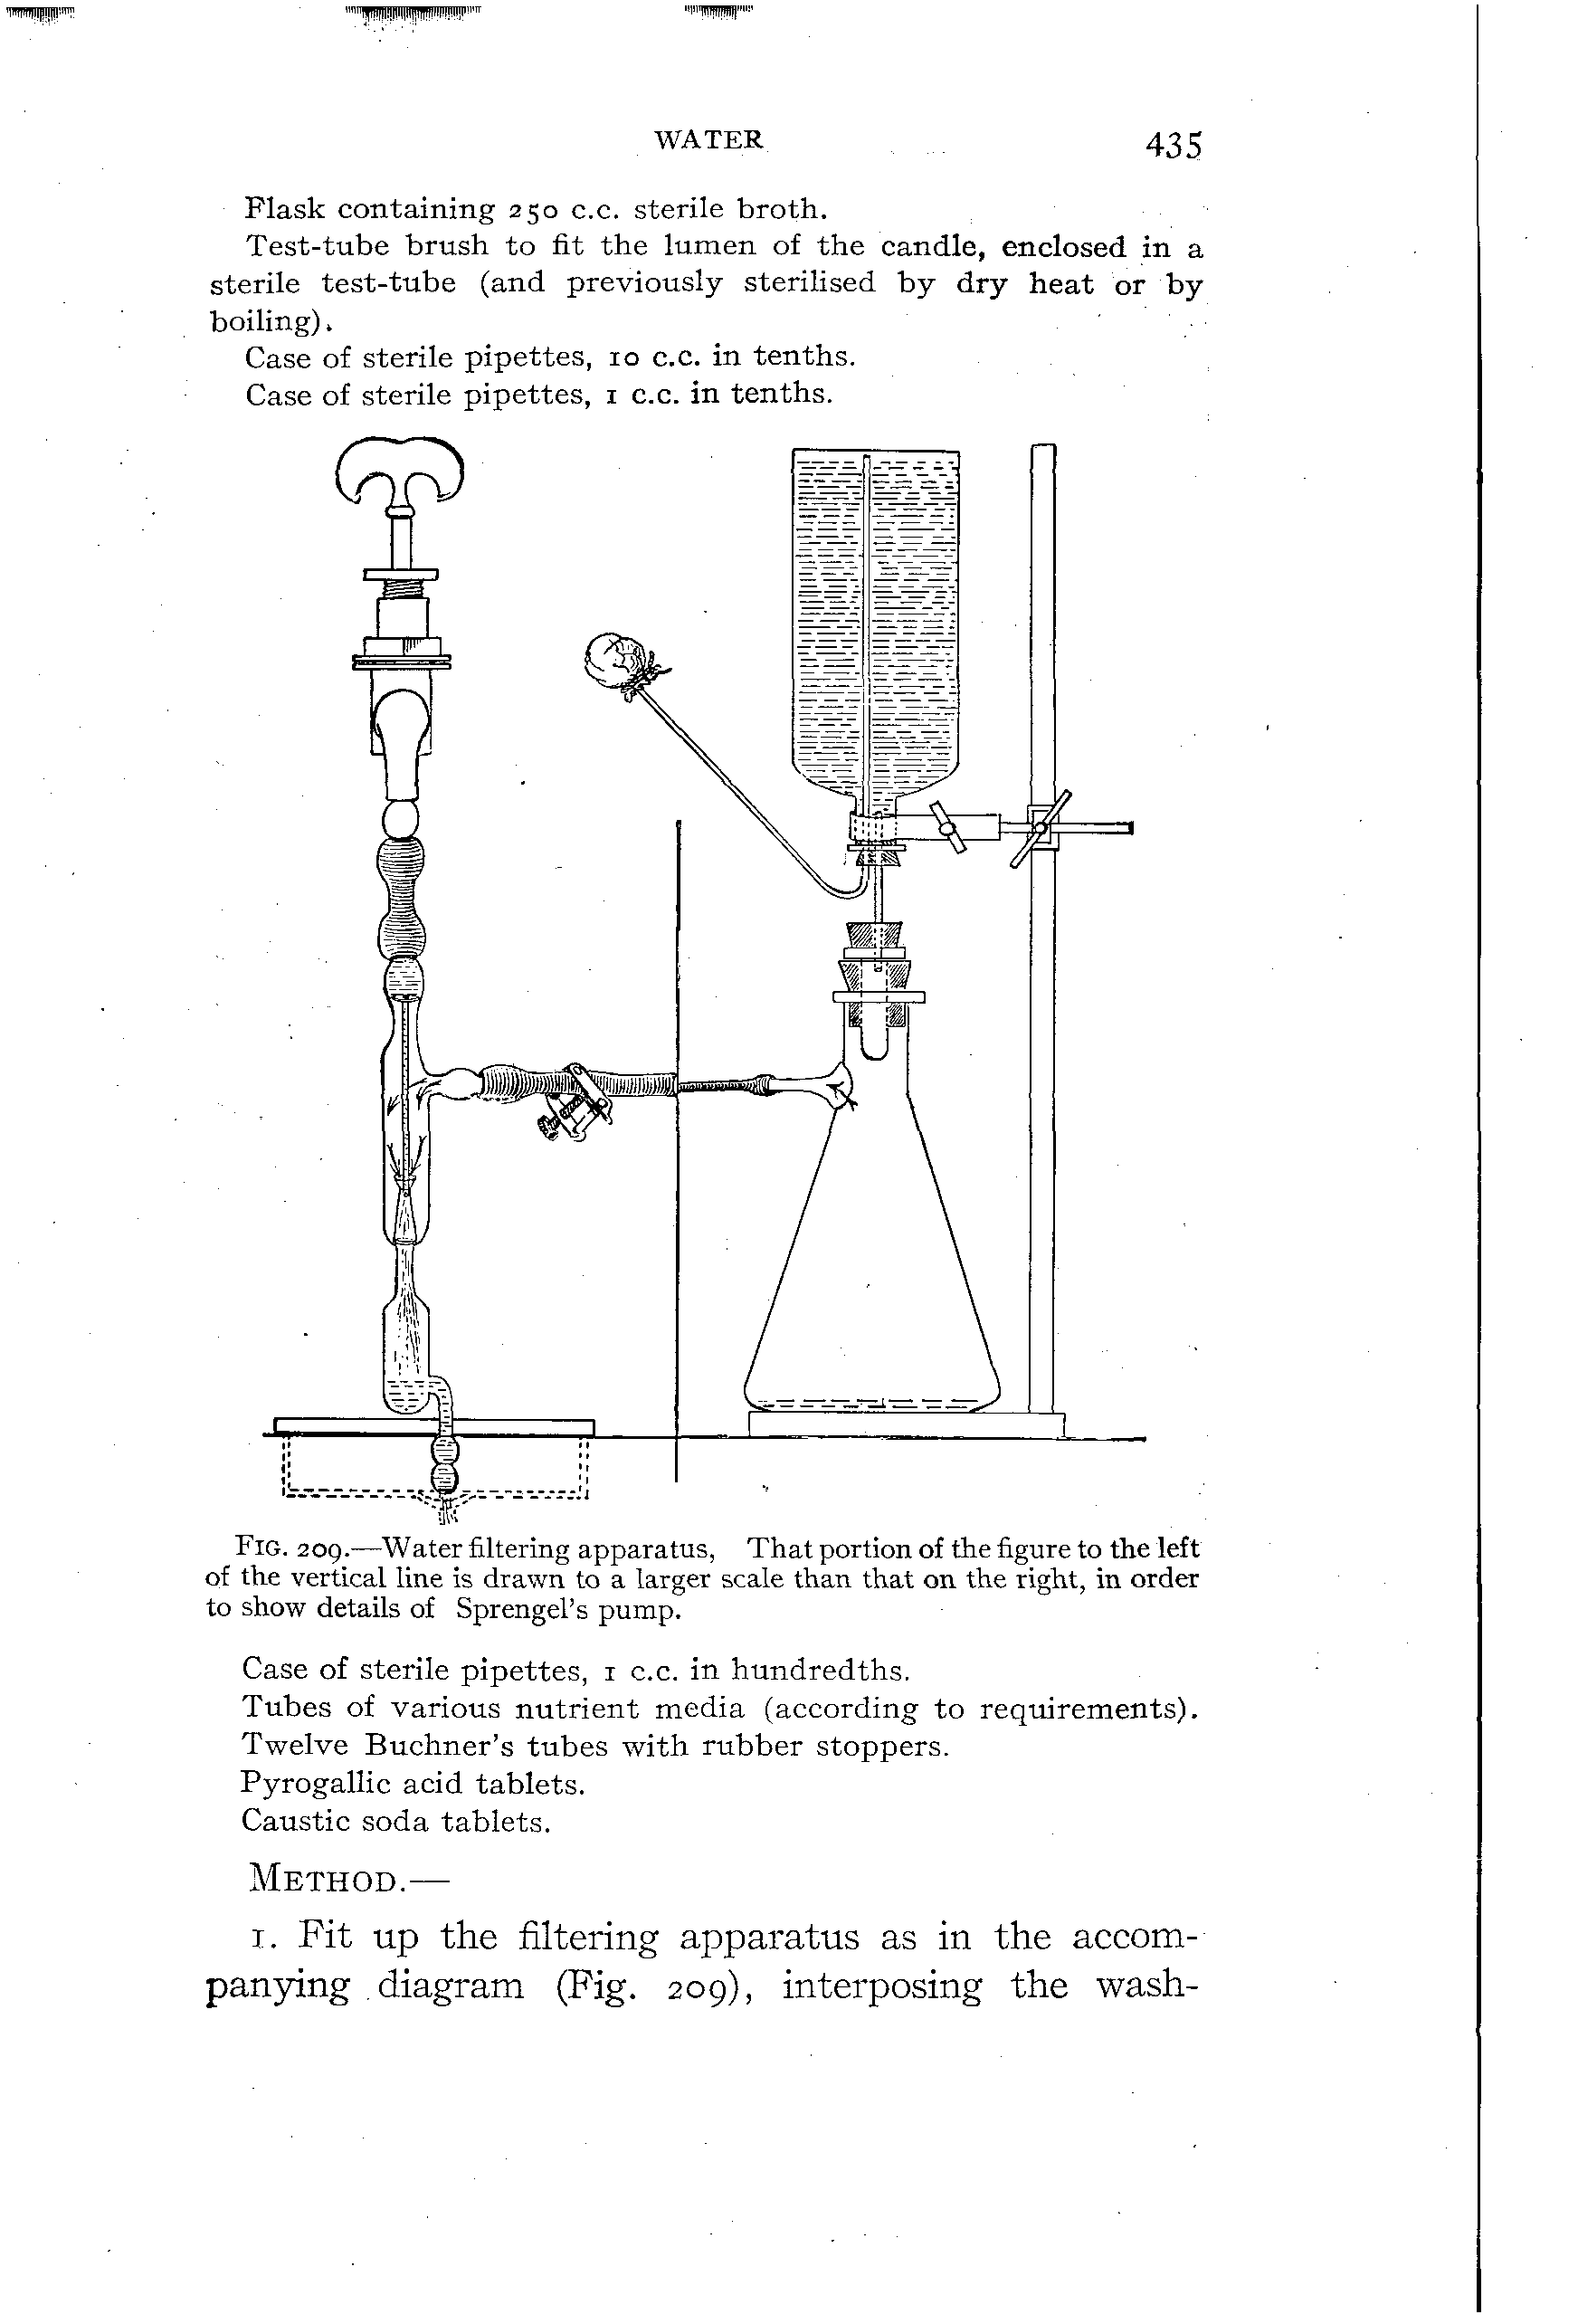 WATER 435
Flask containing 250 c.c. sterile broth.
Test-tube brush to fit the lumen of the candle, enclosed in a
sterile test-tube (and previously sterilised by dry heat or by
boiling).
Case of sterile pipettes, 10 c.c. in tenths.
Case of sterile pipettes, 1 c.c. in tenths.
FIG. 209.—Water filtering apparatus, That portion of the figure to the left
of the vertical line is drawn to a larger scale than that on the right, in order
to show details of Sprengel's pump.
Case of sterile pipettes, 1 c.c. in hundredths.
Tubes of various nutrient media (according to requirements).
Twelve Buchner's tubes with rubber stoppers.
Pyrogallic acid tablets.
Caustic soda tablets.
METHOD.—
1. Fit up the filtering apparatus as in the accom-
panying diagram (Fig. 209), interposing the wash-